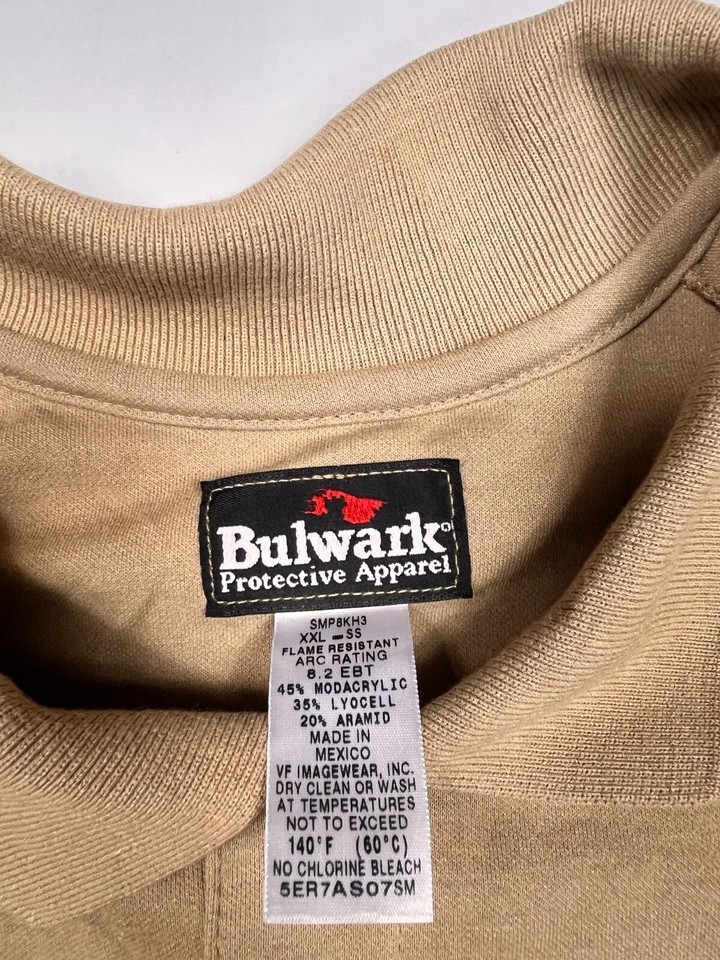 Bulwark®
Protective Apparel
SMP8KH3
XXL - SS
FLAME RESISTANT
ARC RATING
8.2 EBT
45% MODACRYLIC
35% LYOCELL
20% ARAMID
MADE IN
MEXICO
VF IMAGEWEAR, INC.
DRY CLEAN OR WASH
AT TEMPERATURES
NOT TO EXCEED
140°F (60°C)
NO CHLORINE BLEACH
5ER7AS07SM